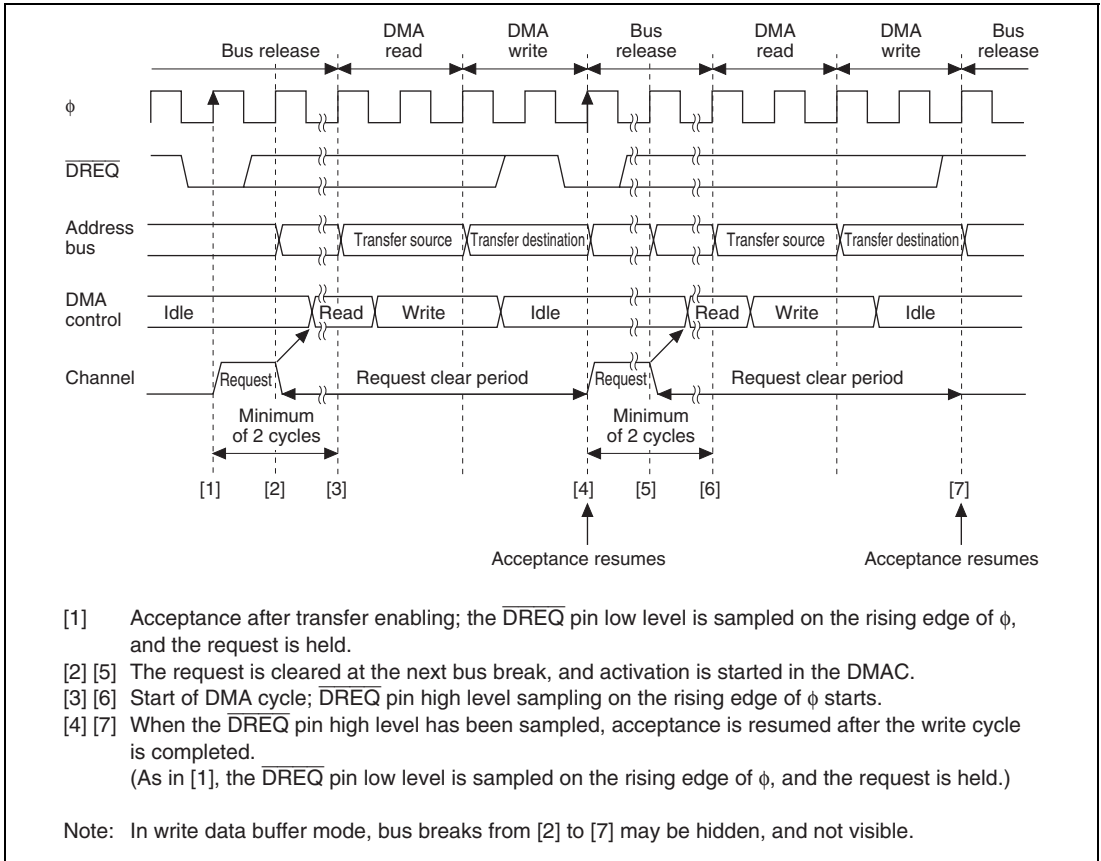 Bus release DMA read DMA write Bus release DMA read DMA write Bus release
φ
DREQ
Address bus Transfer source Transfer destination Transfer source Transfer destination
DMA control Idle Read Write Idle Read Write Idle
Channel Request Request clear period Request Request clear period
Minimum of 2 cycles Minimum of 2 cycles
[1] [2] [3] [4] [5] [6] [7]
Acceptance resumes Acceptance resumes
[1] Acceptance after transfer enabling; the DREQ pin low level is sampled on the rising edge of φ,
and the request is held.
[2] [5] The request is cleared at the next bus break, and activation is started in the DMAC.
[3] [6] Start of DMA cycle; DREQ pin high level sampling on the rising edge of φ starts.
[4] [7] When the DREQ pin high level has been sampled, acceptance is resumed after the write cycle
is completed.
(As in [1], the DREQ pin low level is sampled on the rising edge of φ, and the request is held.)
Note: In write data buffer mode, bus breaks from [2] to [7] may be hidden, and not visible.